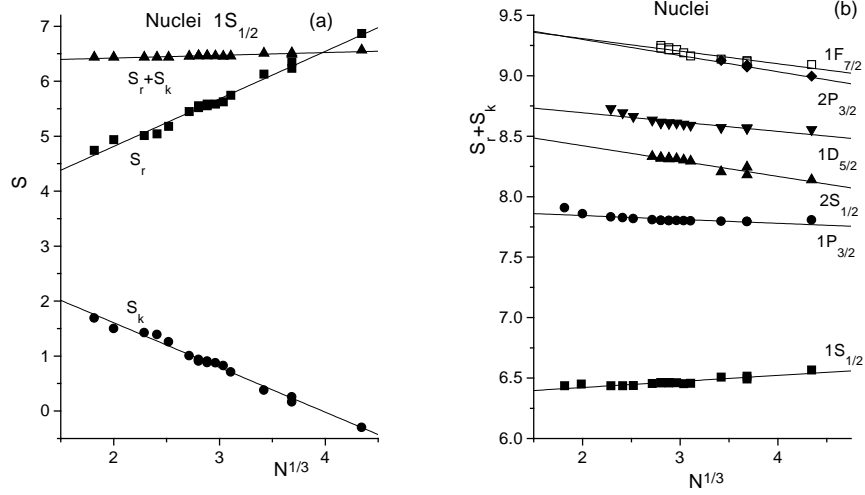 Nuclei 1S1/2 (a)
7
6
5
4
3
2
1
0
S
Sr+Sk
Sr
Sk
2 3 4
N1/3
Nuclei (b)
9.5
9.0
8.5
8.0
7.5
7.0
6.5
6.0
Sr+Sk
1F7/2
2P3/2
1D5/2
2S1/2
1P3/2
1S1/2
2 3 4
N1/3